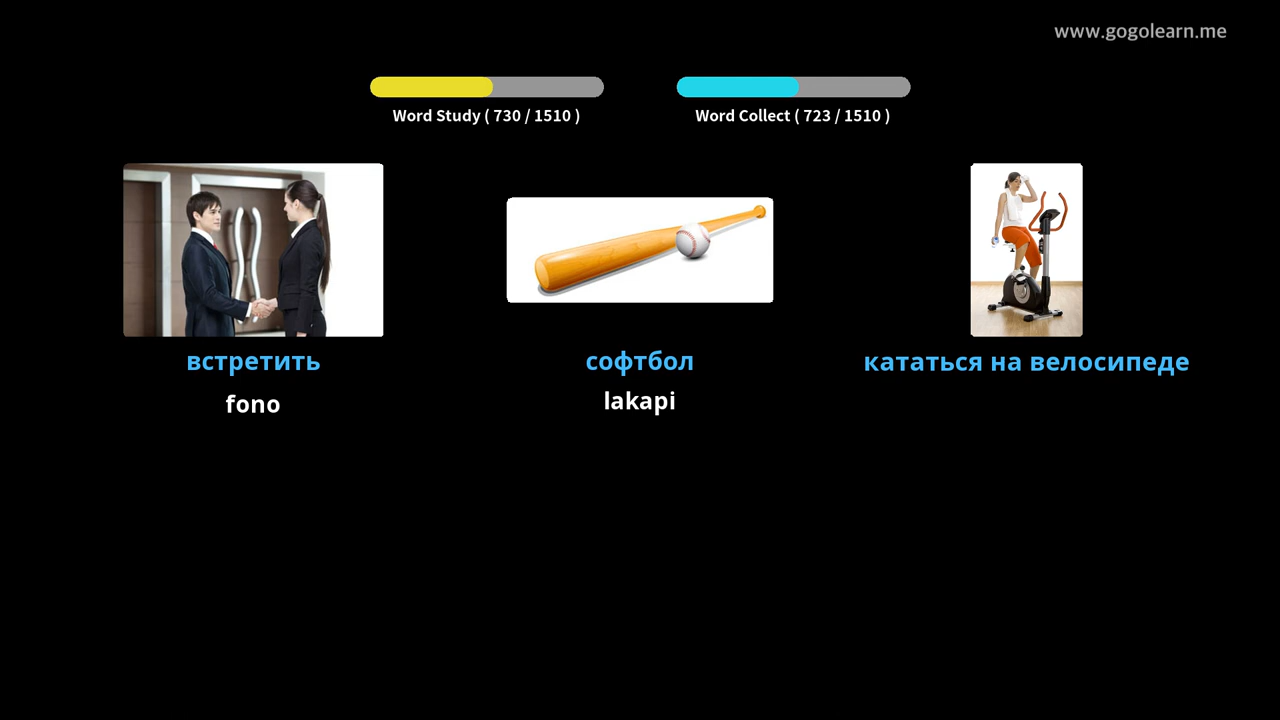 www.gogolearn.me
Word Study ( 730 / 1510 )
Word Collect ( 723 / 1510 )
встретить
софтбол
кататься на велосипеде
fono
lakapi